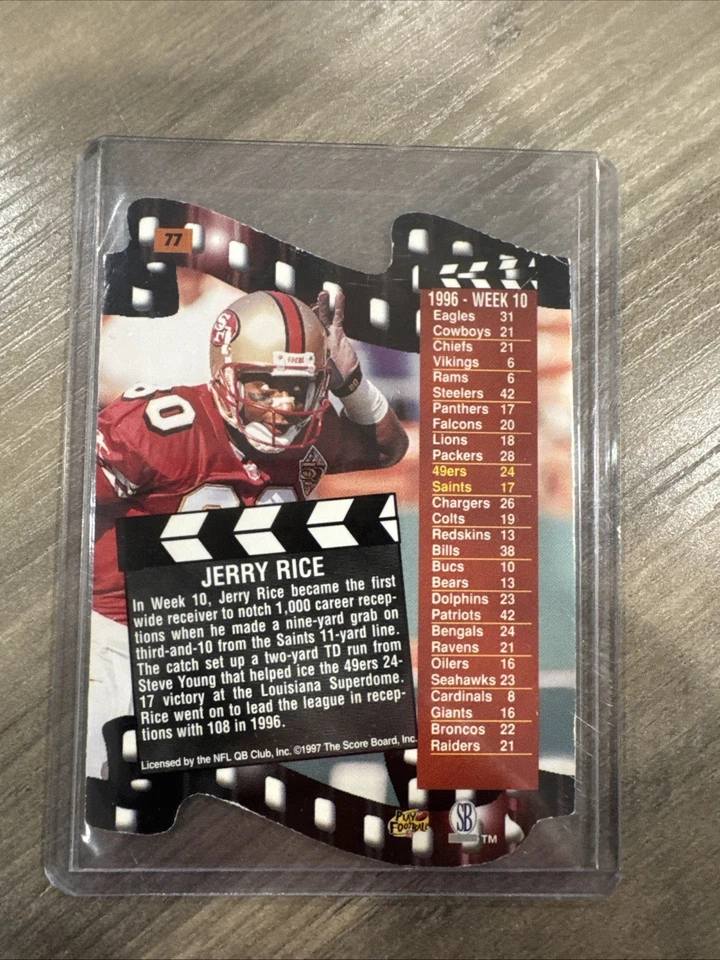 77
80
JERRY RICE
In Week 10, Jerry Rice became the first
wide receiver to notch 1,000 career recep-
tions when he made a nine-yard grab on
third-and-10 from the Saints 11-yard line.
The catch set up a two-yard TD run from
Steve Young that helped ice the 49ers 24-
17 victory at the Louisiana Superdome.
Rice went on to lead the league in recep-
tions with 108 in 1996.
Licensed by the NFL QB Club, Inc. ©1997 The Score Board, Inc.
1996 - WEEK 10
Eagles 31
Cowboys 21
Chiefs 21
Vikings 6
Rams 6
Steelers 42
Panthers 17
Falcons 20
Lions 18
Packers 28
49ers 24
Saints 17
Chargers 26
Colts 19
Redskins 13
Bills 38
Bucs 10
Bears 13
Dolphins 23
Patriots 42
Bengals 24
Ravens 21
Oilers 16
Seahawks 23
Cardinals 8
Giants 16
Broncos 22
Raiders 21
PLAY
FOOTBALL
SB
TM